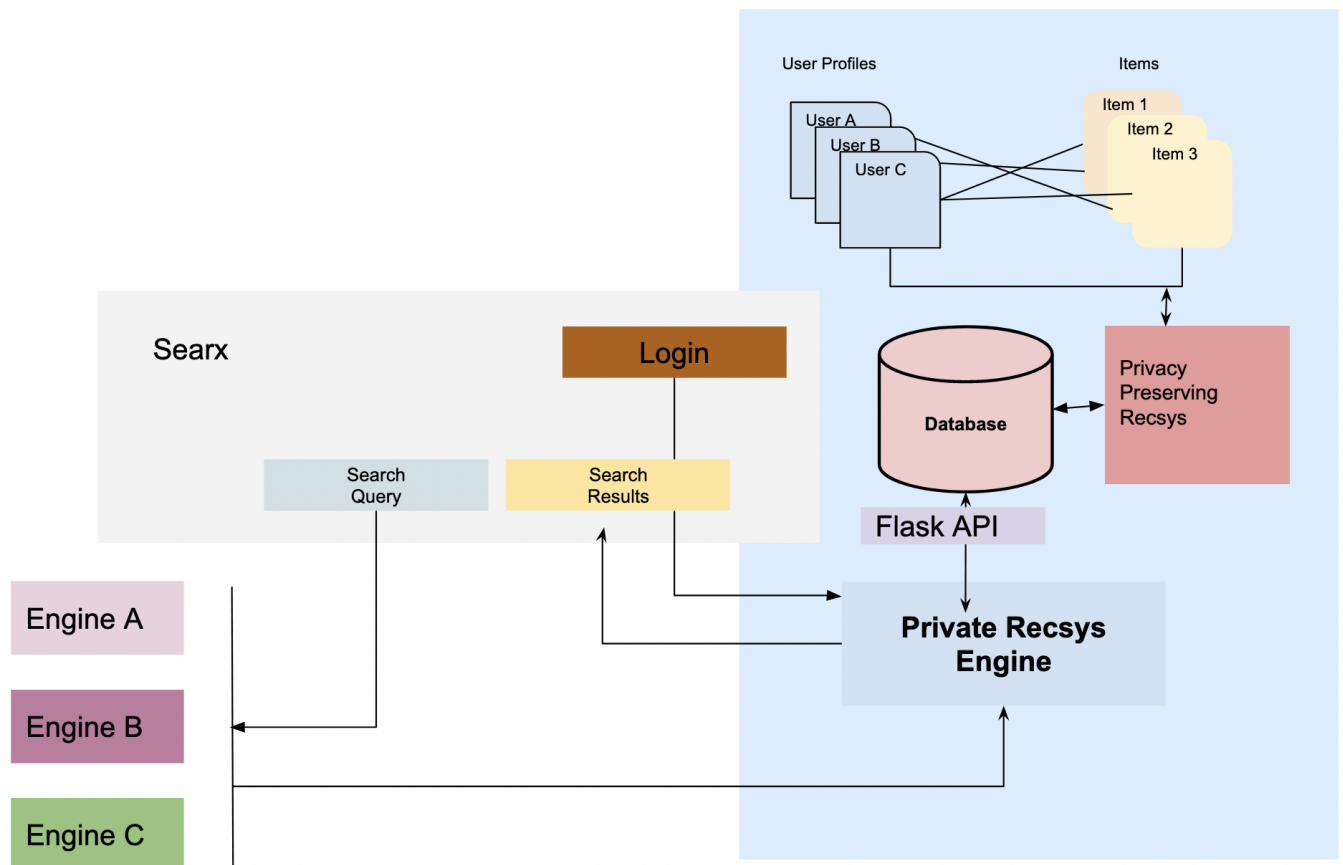 User Profiles
Items
User A
User B
User C
Item 1
Item 2
Item 3
Searx
Login
Search
Query
Search
Results
Database
Privacy
Preserving
Recsys
Flask API
Private Recsys
Engine
Engine A
Engine B
Engine C